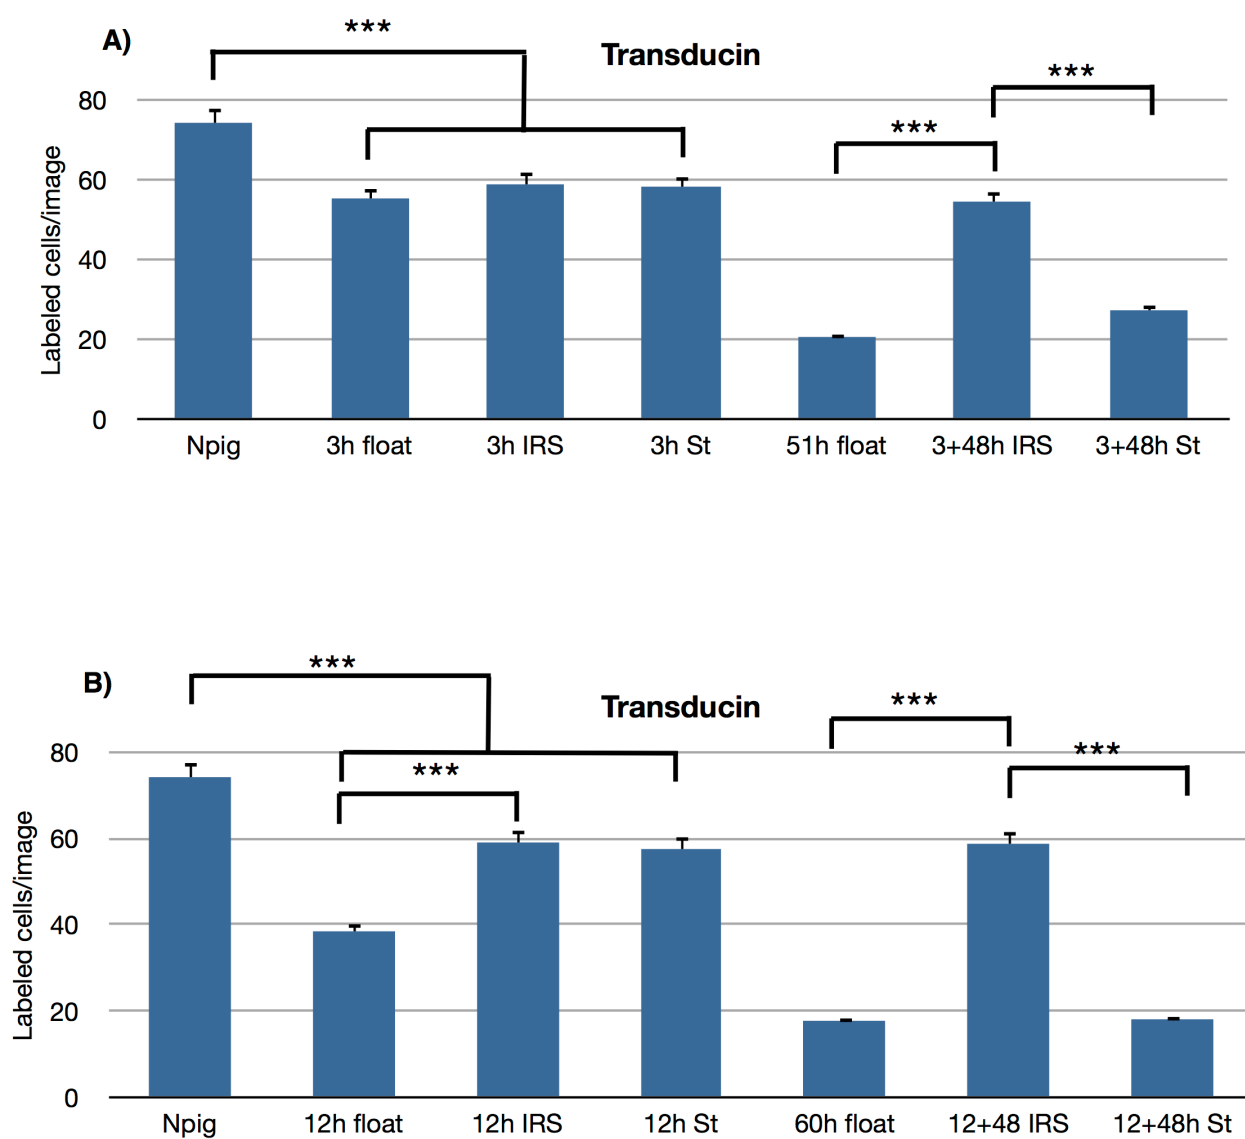 A)
***
Transducin
***
***
80
60
40
20
0
Labeled cells/image
Npig 3h float 3h IRS 3h St 51h float 3+48h IRS 3+48h St
B)
***
Transducin
***
***
***
80
60
40
20
0
Labeled cells/image
Npig 12h float 12h IRS 12h St 60h float 12+48 IRS 12+48h St